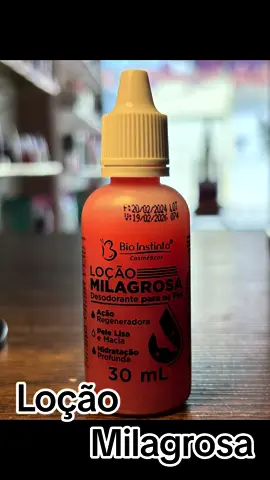 F:20/02/2024 LOT
V:19/02/2026 074
Bio Instinto
Cosméticos
LOÇÃO
MILAGROSA
Desodorante para os Pés
Ação
Regeneradora
Pele Lisa
e Macia
Hidratação
Profunda
30 mL
Loção
Milagrosa